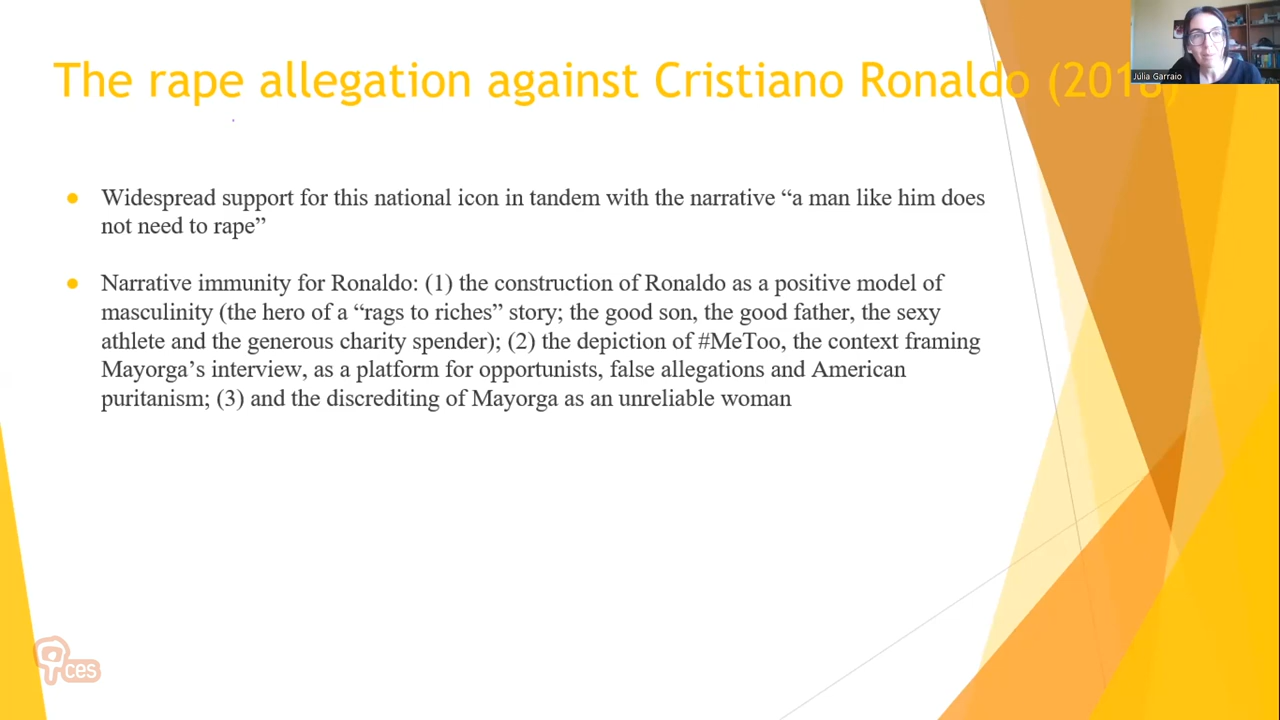 The rape allegation against Cristiano Ronaldo (2018)
Júlia Garraio
● Widespread support for this national icon in tandem with the narrative “a man like him does
not need to rape”
● Narrative immunity for Ronaldo: (1) the construction of Ronaldo as a positive model of
masculinity (the hero of a “rags to riches” story; the good son, the good father, the sexy
athlete and the generous charity spender); (2) the depiction of #MeToo, the context framing
Mayorga’s interview, as a platform for opportunists, false allegations and American
puritanism; (3) and the discrediting of Mayorga as an unreliable woman
ces